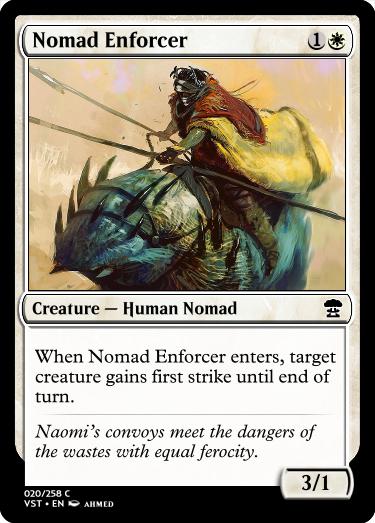 Nomad Enforcer 1
Creature — Human Nomad
When Nomad Enforcer enters, target
creature gains first strike until end of
turn.
Naomi's convoys meet the dangers of
the wastes with equal ferocity.
3/1
020/258 C
VST • EN AHMED